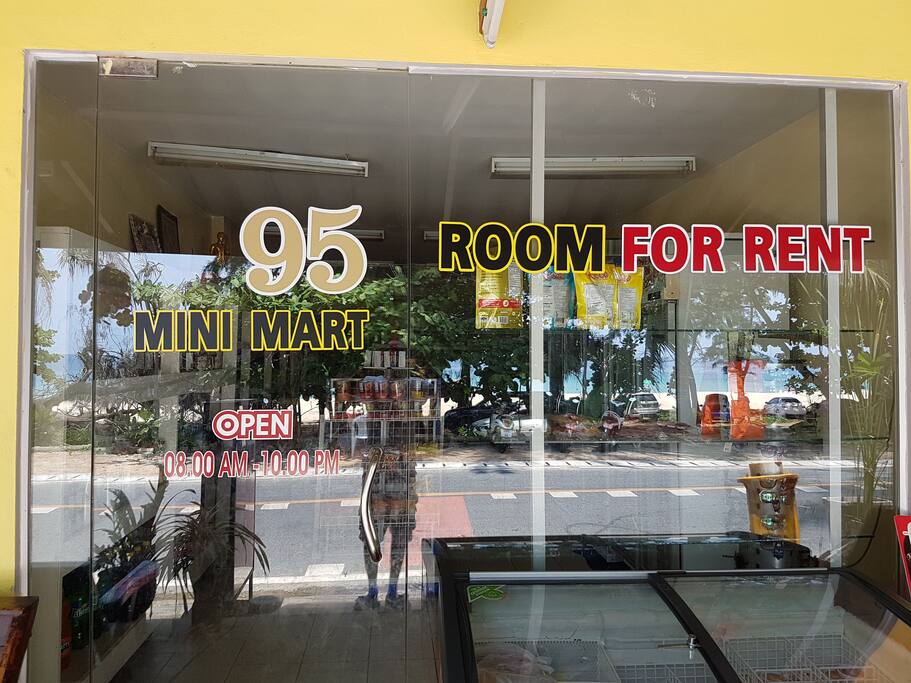 95
MINI MART
OPEN
08:00 AM - 10:00 PM
ROOM FOR RENT